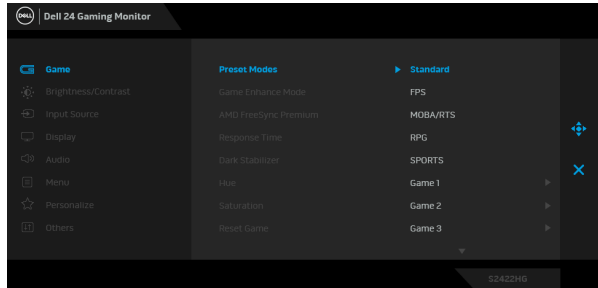 DELL Dell 24 Gaming Monitor
Game Preset Modes Standard
Brightness/Contrast Game Enhance Mode FPS
Input Source AMD FreeSync Premium MOBA/RTS
Display Response Time RPG
Audio Dark Stabilizer SPORTS
Menu Hue Game 1
Personalize Saturation Game 2
Others Reset Game Game 3
S2422HG